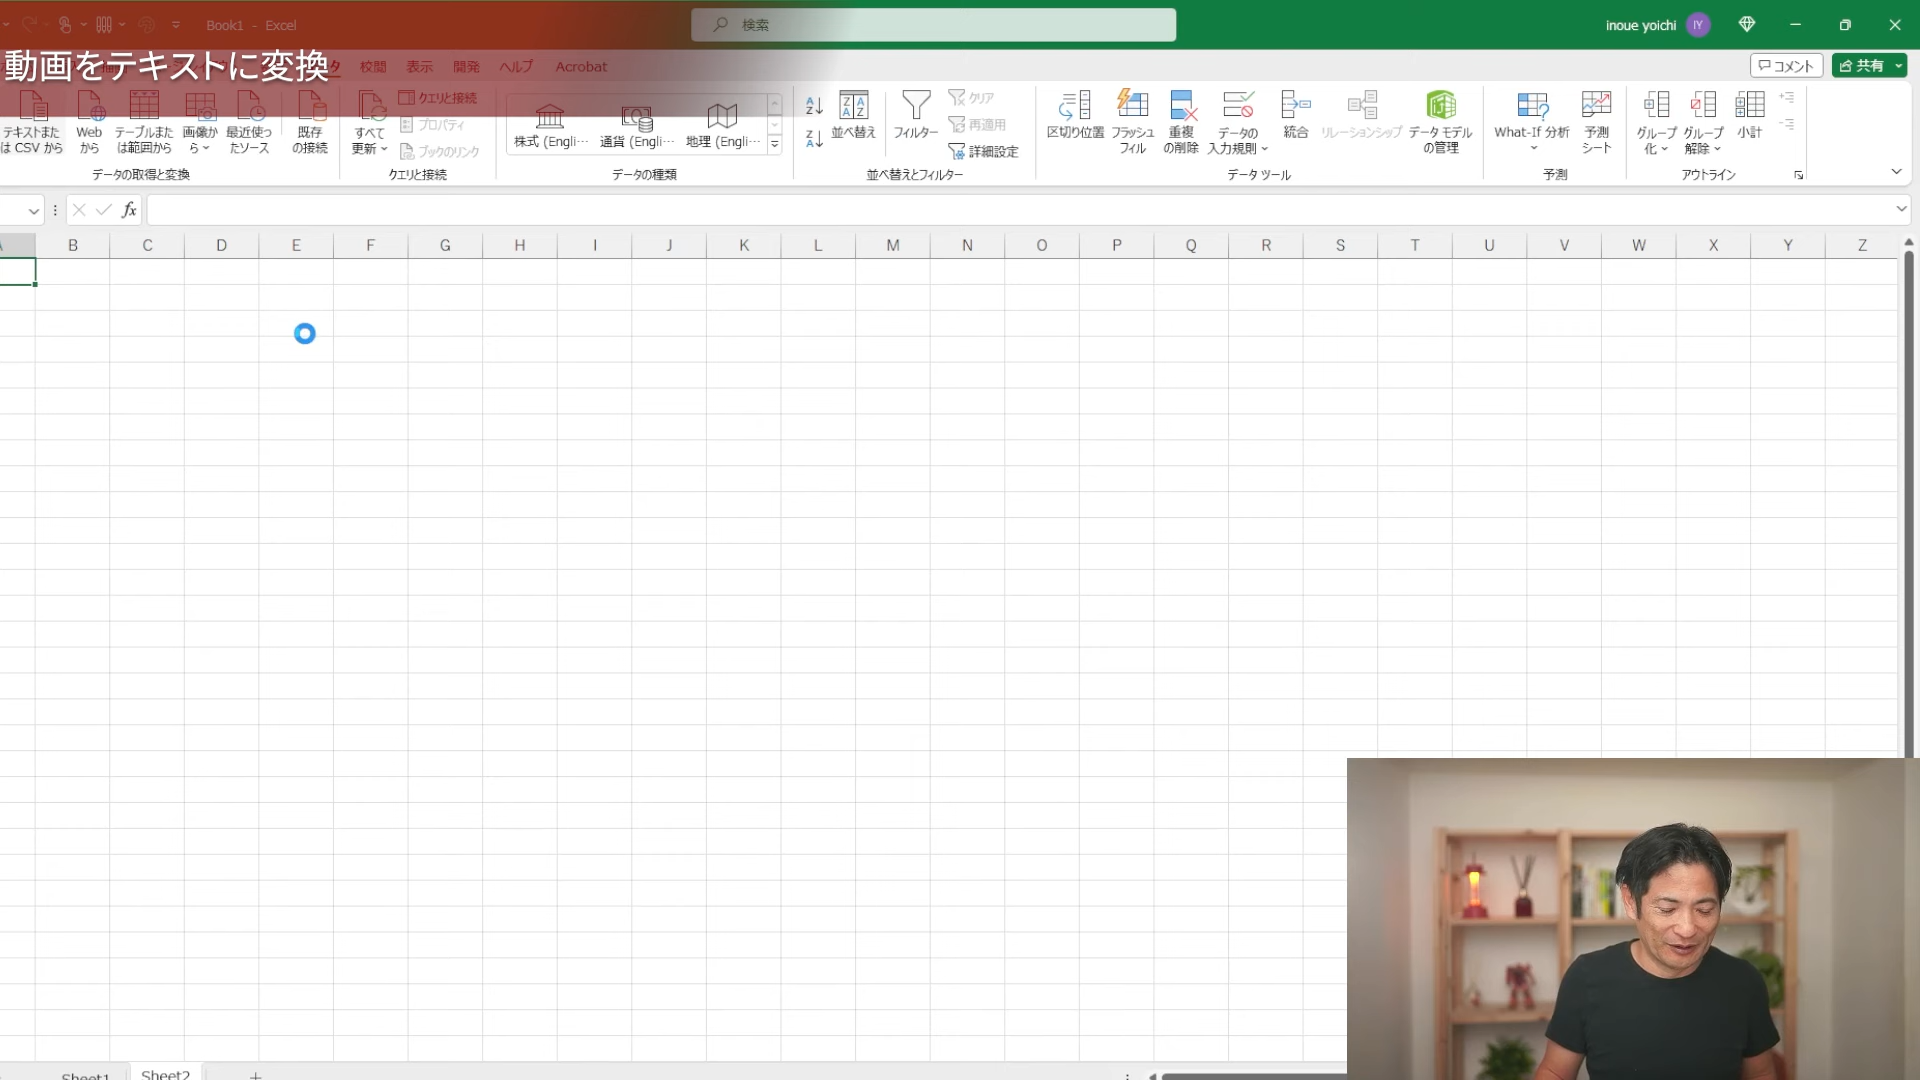 Book1 - Excel
検索
inoue yoichi
IY
動画をテキストに変換
校閲 表示 開発 ヘルプ Acrobat
コメント
共有
テキストまたは CSV から
Web から
テーブルまたは範囲から
画像から
最近使ったソース
既存の接続
データの取得と変換
すべて更新
クエリと接続
プロパティ
ブックのリンク
クエリと接続
株式 (Engli...
通貨 (Engli...
地理 (Engli...
データの種類
並べ替え
フィルター
クリア
再適用
詳細設定
並べ替えとフィルター
区切り位置
フラッシュ フィル
重複の削除
データの入力規則
統合
リレーションシップ
データ モデルの管理
データ ツール
What-If 分析
予測シート
予測
グループ化
グループ解除
小計
アウトライン
fx
A B C D E F G H I J K L M N O P Q R S T U V W X Y Z
Sheet1 Sheet2 +